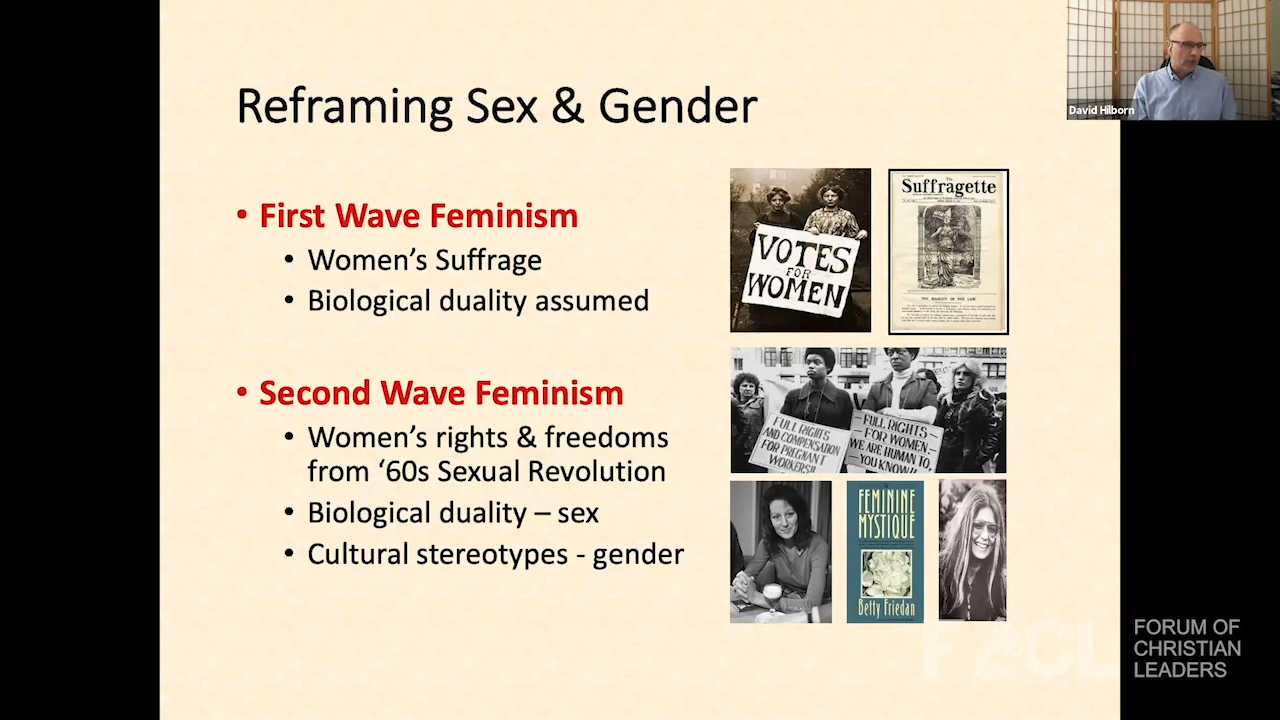 David Hilborn
Reframing Sex & Gender
• First Wave Feminism
• Women’s Suffrage
• Biological duality assumed
• Second Wave Feminism
• Women’s rights & freedoms
from ‘60s Sexual Revolution
• Biological duality – sex
• Cultural stereotypes - gender
VOTES
FOR
WOMEN
The
Suffragette
THE MAJESTY OF THE LAW
FULL RIGHTS
AND COMPENSATION
FOR PREGNANT
WORKERS!!
FULL RIGHTS
FOR WOMEN,
WE ARE HUMAN TO,
YOU KNOW!!
FEMININE
MYSTIQUE
Betty Friedan
F2CL
FORUM OF
CHRISTIAN
LEADERS